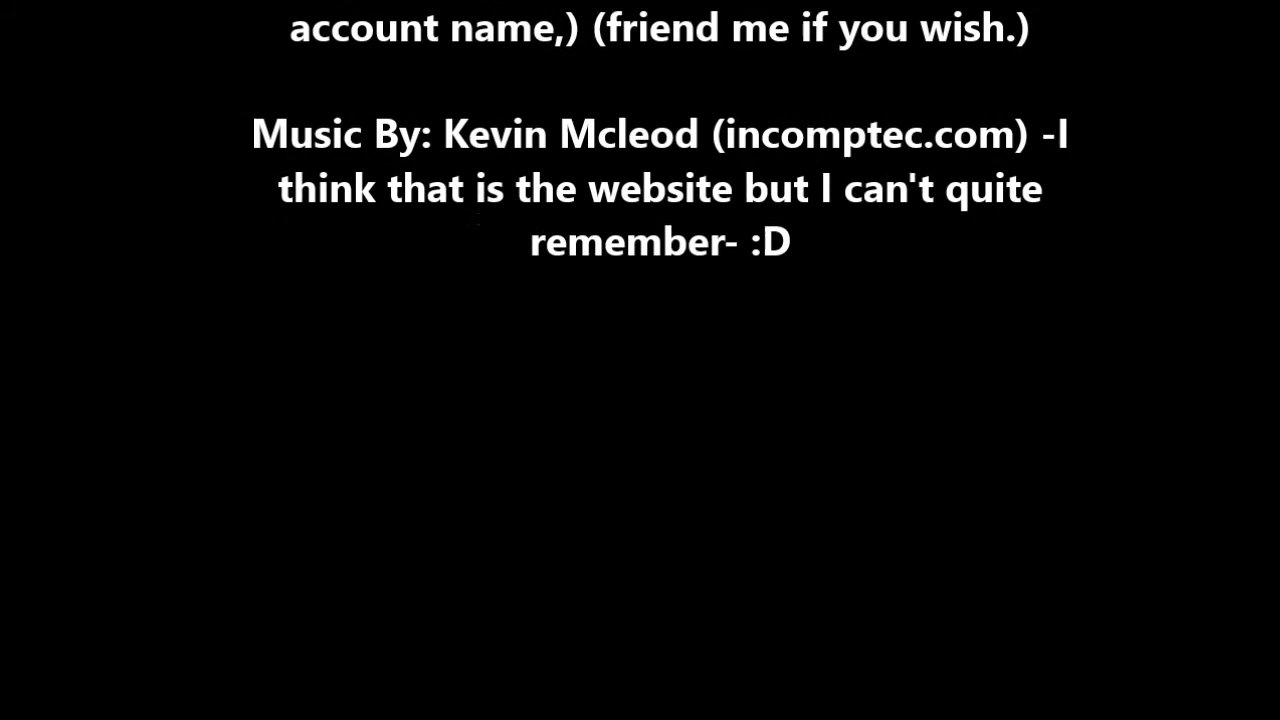 account name,) (friend me if you wish.)
Music By: Kevin Mcleod (incomptec.com) -I
think that is the website but I can't quite
remember- :D